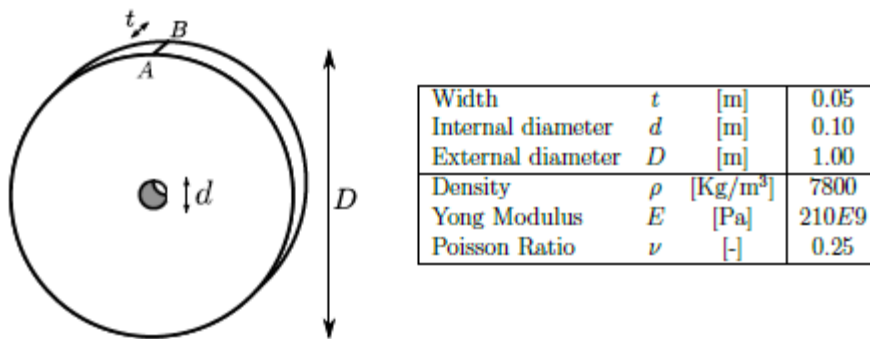 t
B
A
d
D
Width t [m] 0.05
Internal diameter d [m] 0.10
External diameter D [m] 1.00
Density ρ [Kg/m³] 7800
Yong Modulus E [Pa] 210E9
Poisson Ratio ν [-] 0.25